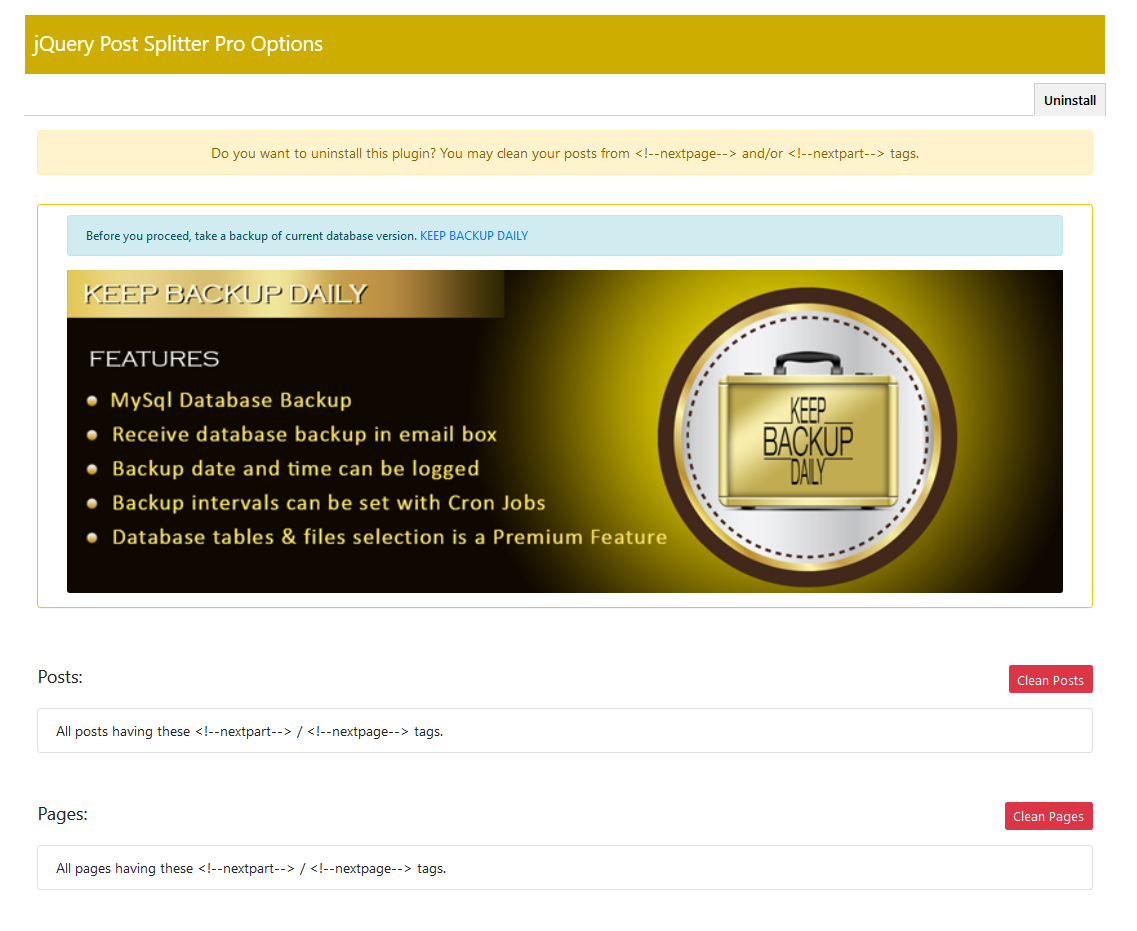 jQuery Post Splitter Pro Options
Uninstall
Do you want to uninstall this plugin? You may clean your posts from <!--nextpage--> and/or <!--nextpart--> tags.
Before you proceed, take a backup of current database version. KEEP BACKUP DAILY
KEEP BACKUP DAILY
FEATURES
MySql Database Backup
Receive database backup in email box
Backup date and time can be logged
Backup intervals can be set with Cron Jobs
Database tables & files selection is a Premium Feature
KEEP
BACKUP
DAILY
Posts:
Clean Posts
All posts having these <!--nextpart--> / <!--nextpage--> tags.
Pages:
Clean Pages
All pages having these <!--nextpart--> / <!--nextpage--> tags.